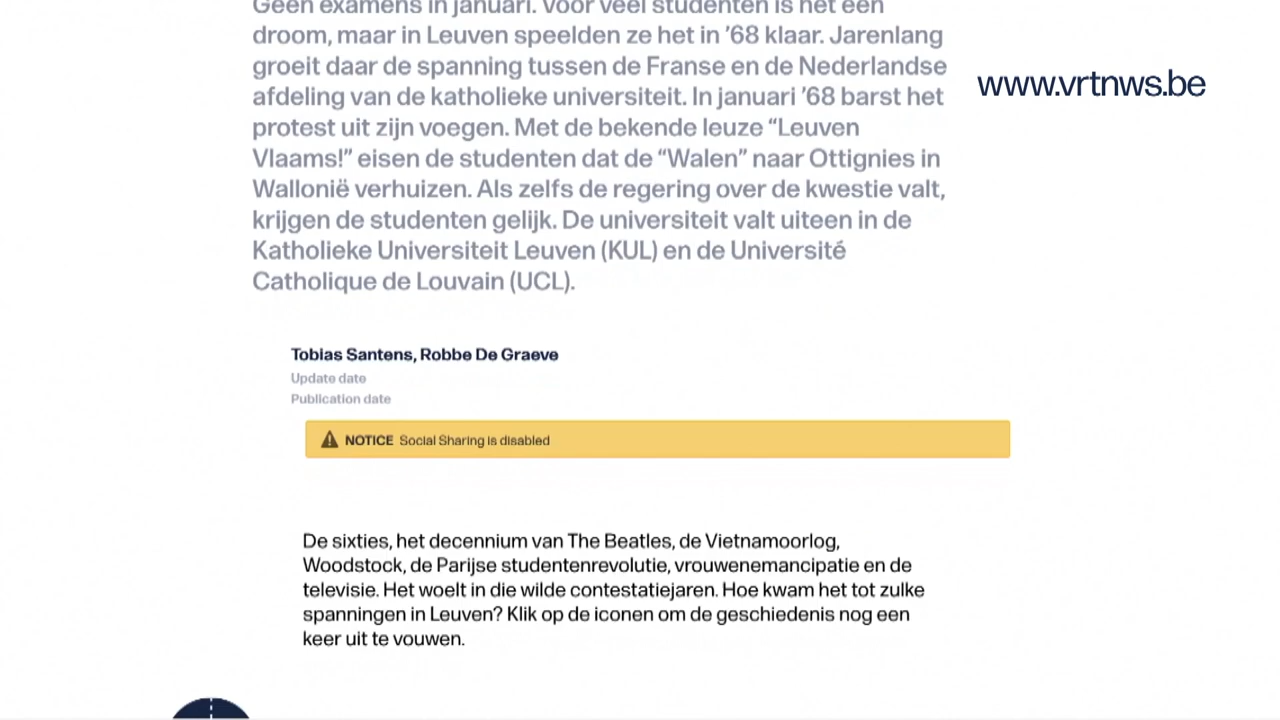 Geen examens in januari. Voor veel studenten is het een
droom, maar in Leuven speelden ze het in ’68 klaar. Jarenlang
groeit daar de spanning tussen de Franse en de Nederlandse
afdeling van de katholieke universiteit. In januari ’68 barst het
protest uit zijn voegen. Met de bekende leuze “Leuven
Vlaams!” eisen de studenten dat de “Walen” naar Ottignies in
Wallonië verhuizen. Als zelfs de regering over de kwestie valt,
krijgen de studenten gelijk. De universiteit valt uiteen in de
Katholieke Universiteit Leuven (KUL) en de Université
Catholique de Louvain (UCL).
www.vrtnws.be
Tobias Santens, Robbe De Graeve
Update date
Publication date
NOTICE Social Sharing is disabled
De sixties, het decennium van The Beatles, de Vietnamoorlog,
Woodstock, de Parijse studentenrevolutie, vrouwenemancipatie en de
televisie. Het woelt in die wilde contestatiejaren. Hoe kwam het tot zulke
spanningen in Leuven? Klik op de iconen om de geschiedenis nog een
keer uit te vouwen.